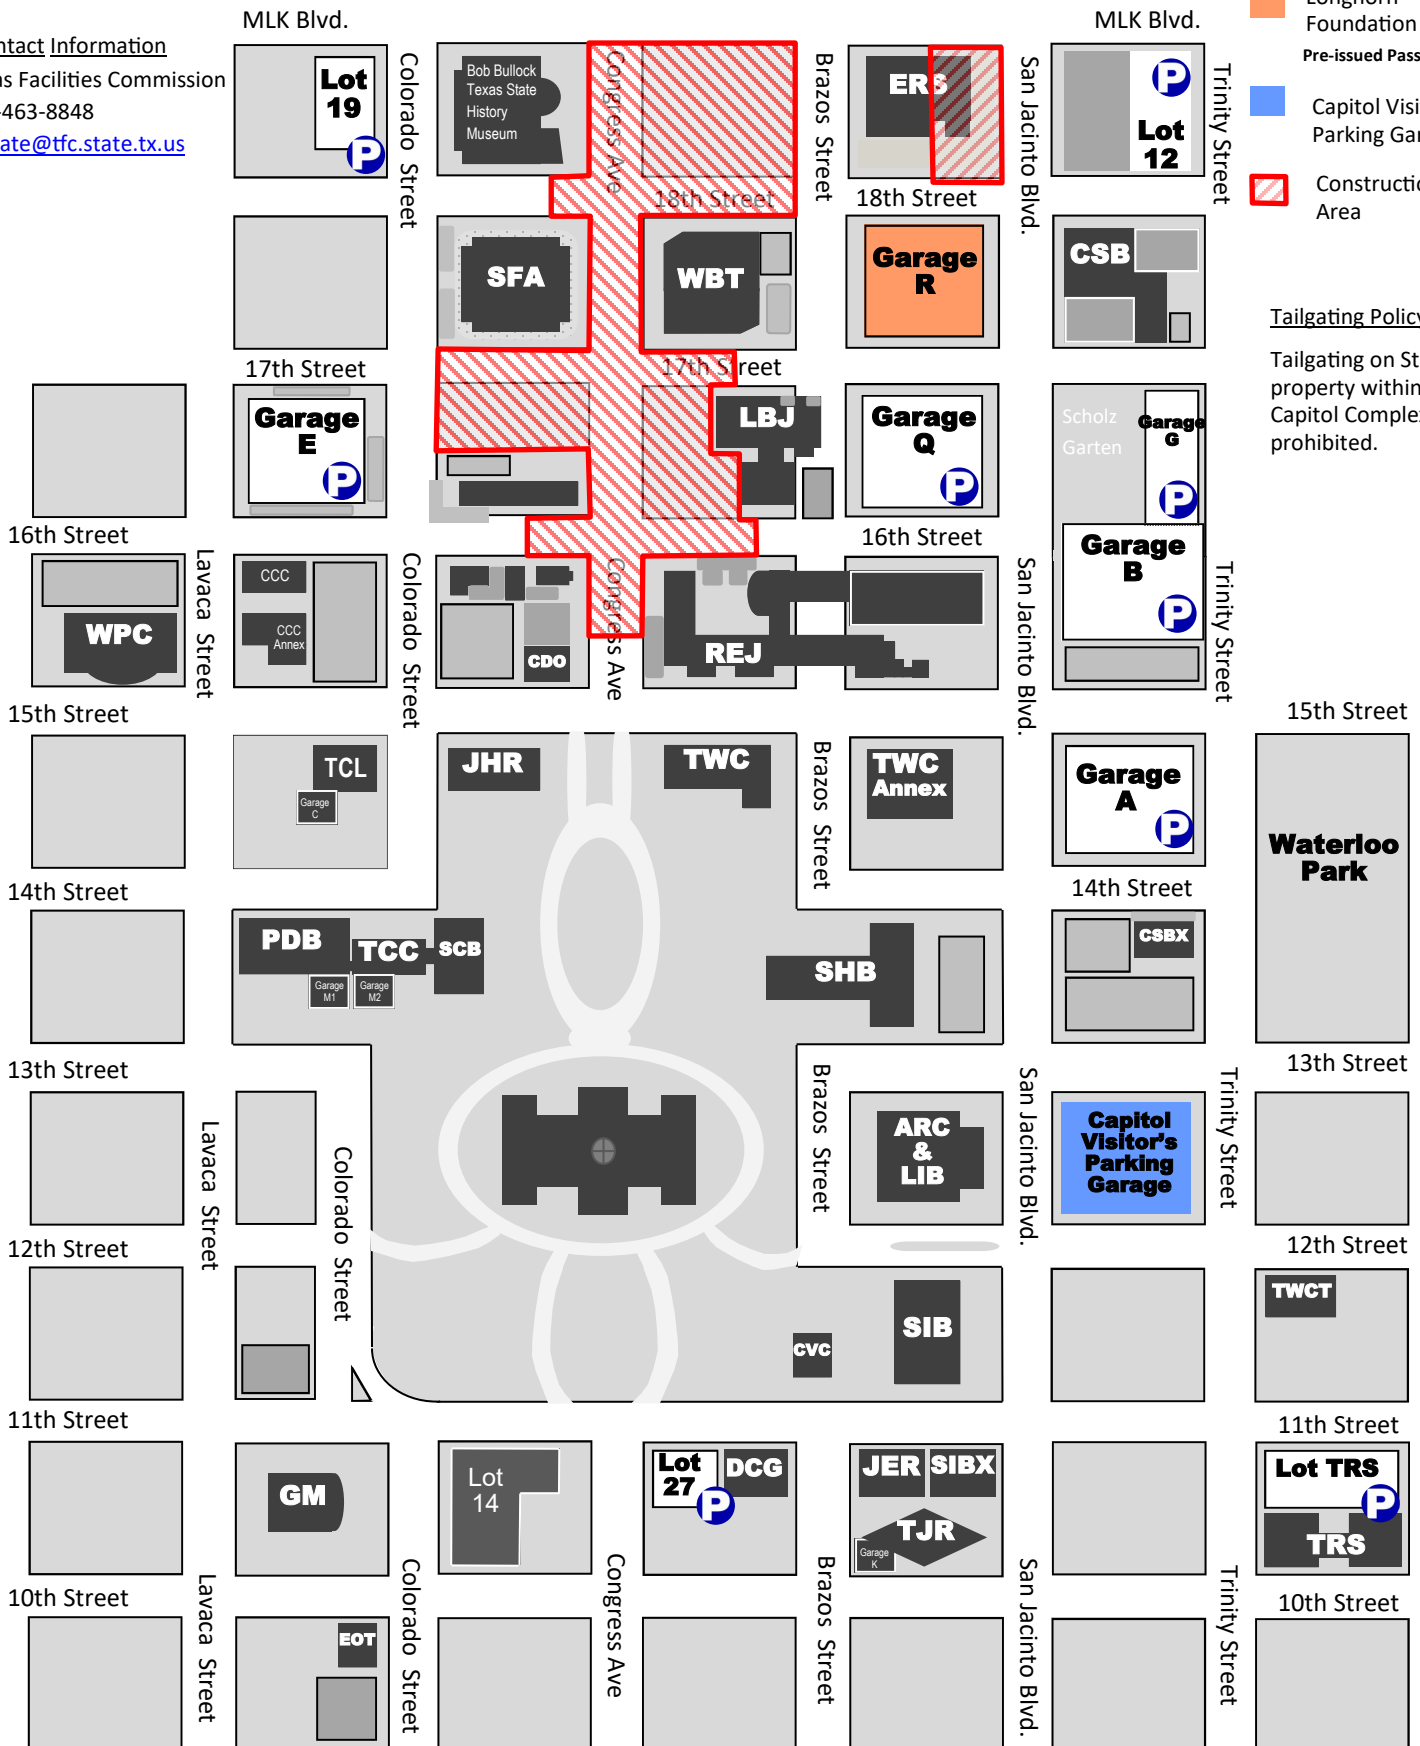 MLK Blvd.
MLK Blvd.
Contact Information
as Facilities Commission
-463-8848
ate@tfc.state.tx.us
Foundation
Pre-issued Pass
Capitol Visi
Parking Gar
Constructio
Area
Tailgating Policy
Tailgating on St
property within
Capitol Complex
prohibited.
Lot
19
P
Colorado Street
Bob Bullock
Texas State
History
Museum
Congress Ave
Brazos Street
ERS
San Jacinto Blvd.
P
Lot
12
Trinity Street
18th Street
18th Street
SFA
WBT
Garage
R
CSB
17th Street
17th Street
Garage
E
P
LBJ
Garage
Q
P
Scholz
Garten
Garage
G
P
16th Street
16th Street
Garage
B
P
Lavaca Street
Colorado Street
Congress Ave
San Jacinto Blvd.
Trinity Street
WPC
CCC
CCC
Annex
CDO
REJ
15th Street
15th Street
TCL
Garage
C
JHR
TWC
Brazos Street
TWC
Annex
Garage
A
P
Waterloo
Park
14th Street
14th Street
PDB
TCC
SCB
Garage
M1
Garage
M2
SHB
CSBX
13th Street
13th Street
Lavaca Street
Colorado Street
Brazos Street
ARC
&
LIB
San Jacinto Blvd.
Capitol
Visitor's
Parking
Garage
Trinity Street
12th Street
12th Street
CVC
SIB
TWCT
11th Street
11th Street
GM
Lot
14
Lot
27
P
DCG
JER
SIBX
TJR
Garage
K
Lot TRS
P
TRS
10th Street
10th Street
Lavaca Street
Colorado Street
Congress Ave
Brazos Street
San Jacinto Blvd.
Trinity Street
EOT